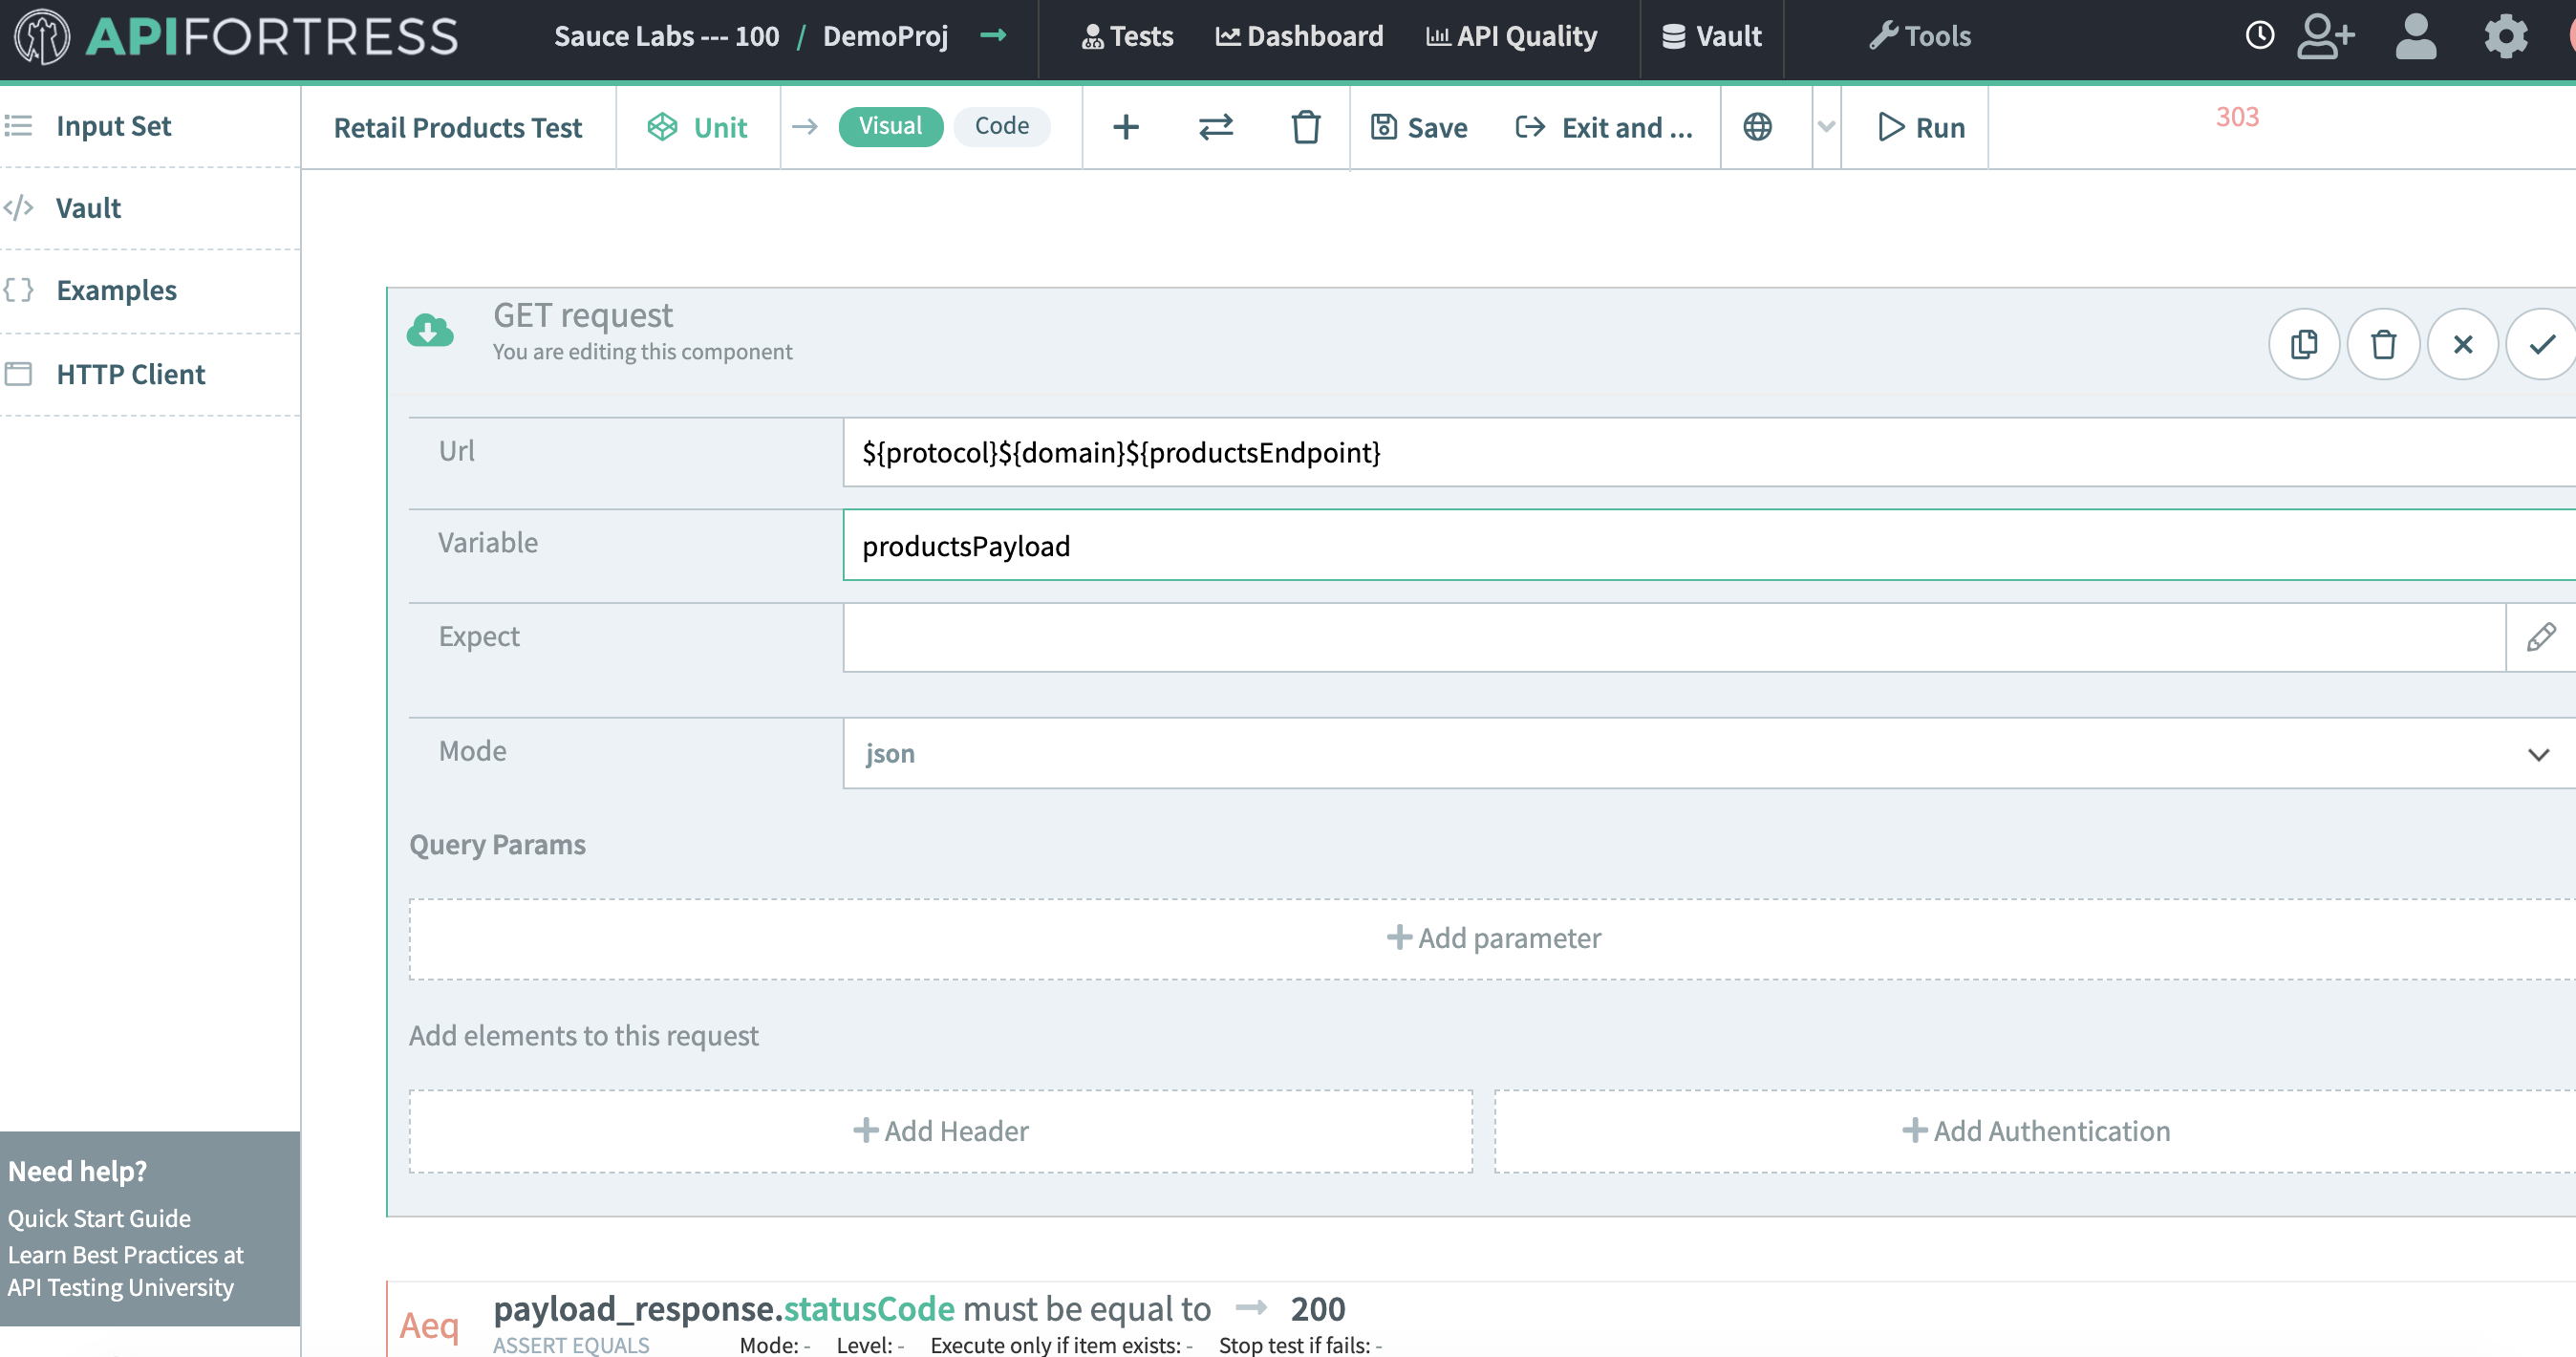 APIFORTRESS
Sauce Labs --- 100 / DemoProj
Tests
Dashboard
API Quality
Vault
Tools
Input Set
Vault
Examples
HTTP Client
Retail Products Test
Unit
Visual
Code
Save
Exit and ...
Run
303
GET request
You are editing this component
Url
${protocol}${domain}${productsEndpoint}
Variable
productsPayload
Expect
Mode
json
Query Params
Add parameter
Add elements to this request
Add Header
Add Authentication
Need help?
Quick Start Guide
Learn Best Practices at
API Testing University
Aeq
payload_response.statusCode must be equal to → 200
ASSERT EQUALS Mode: - Level: - Execute only if item exists: - Stop test if fails: -